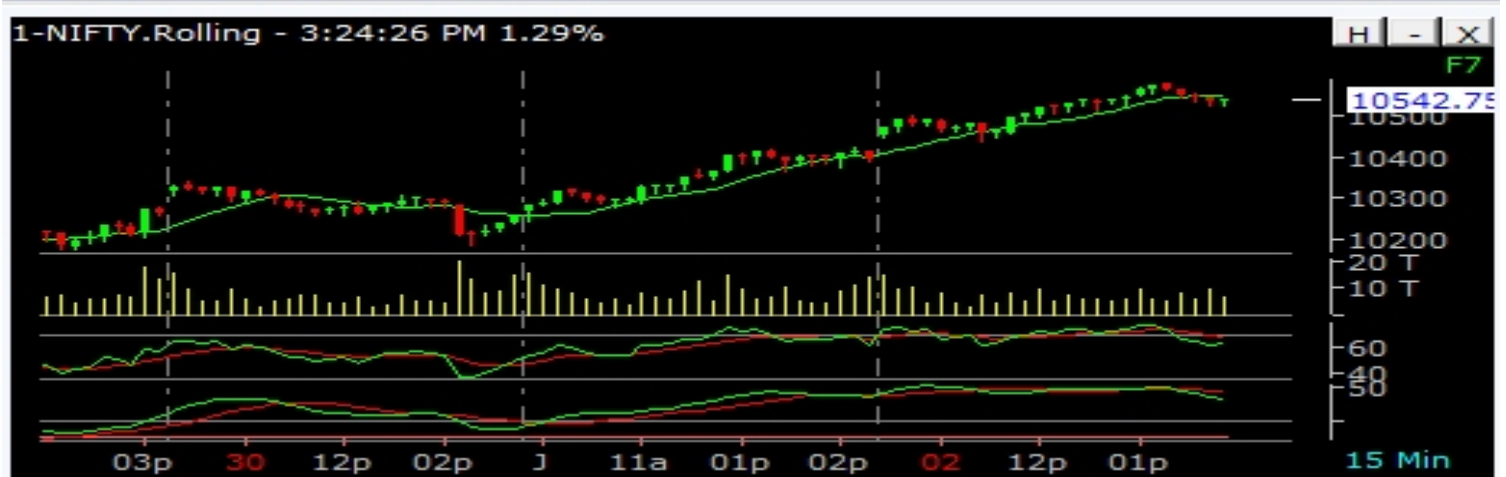 1-NIFTY.Rolling - 3:24:26 PM 1.29%
H - X
F7
10542.75
10500
10400
10300
10200
20 T
10 T
60
40
50
03p 30 12p 02p J 11a 01p 02p 02 12p 01p
15 Min